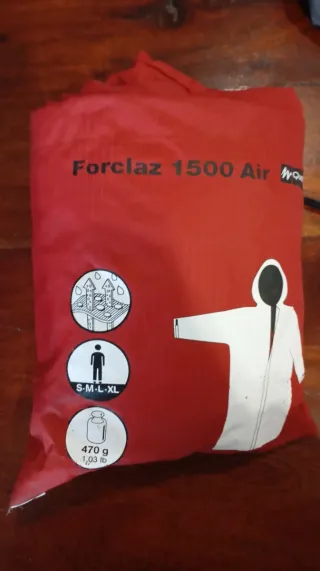 Forclaz 1500 Air
S-M-L-XL
470 g
1,03 lb